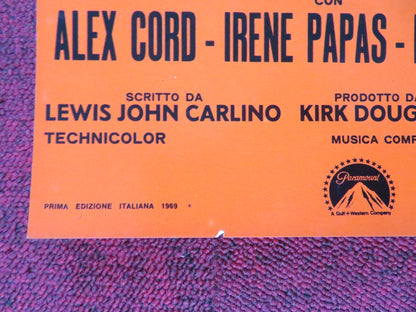 CON
ALEX CORD - IRENE PAPAS -
SCRITTO DA
LEWIS JOHN CARLINO
TECHNICOLOR
PRODOTTO DA
KIRK DOUG
MUSICA COMP
Paramount
A Gulf + Western Company
PRIMA EDIZIONE ITALIANA 1969